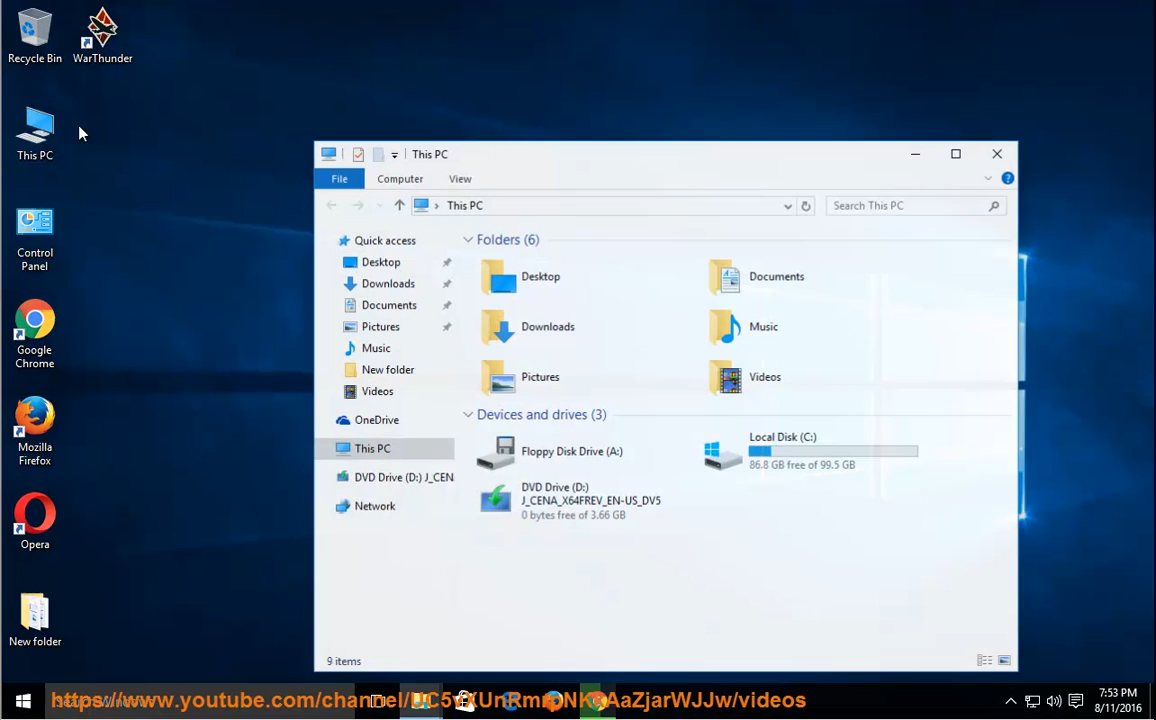 Recycle Bin
WarThunder
This PC
Control
Panel
Google
Chrome
Mozilla
Firefox
Opera
New folder
This PC
File
Computer
View
This PC
Search This PC
Quick access
Desktop
Downloads
Documents
Pictures
Music
New folder
Videos
OneDrive
This PC
DVD Drive (D:) J_CEN
Network
Folders (6)
Desktop
Documents
Downloads
Music
Pictures
Videos
Devices and drives (3)
Floppy Disk Drive (A:)
Local Disk (C:)
86.8 GB free of 99.5 GB
DVD Drive (D:)
J_CENA_X64FREV_EN-US_DV5
0 bytes free of 3.66 GB
9 items
7:53 PM
8/11/2016